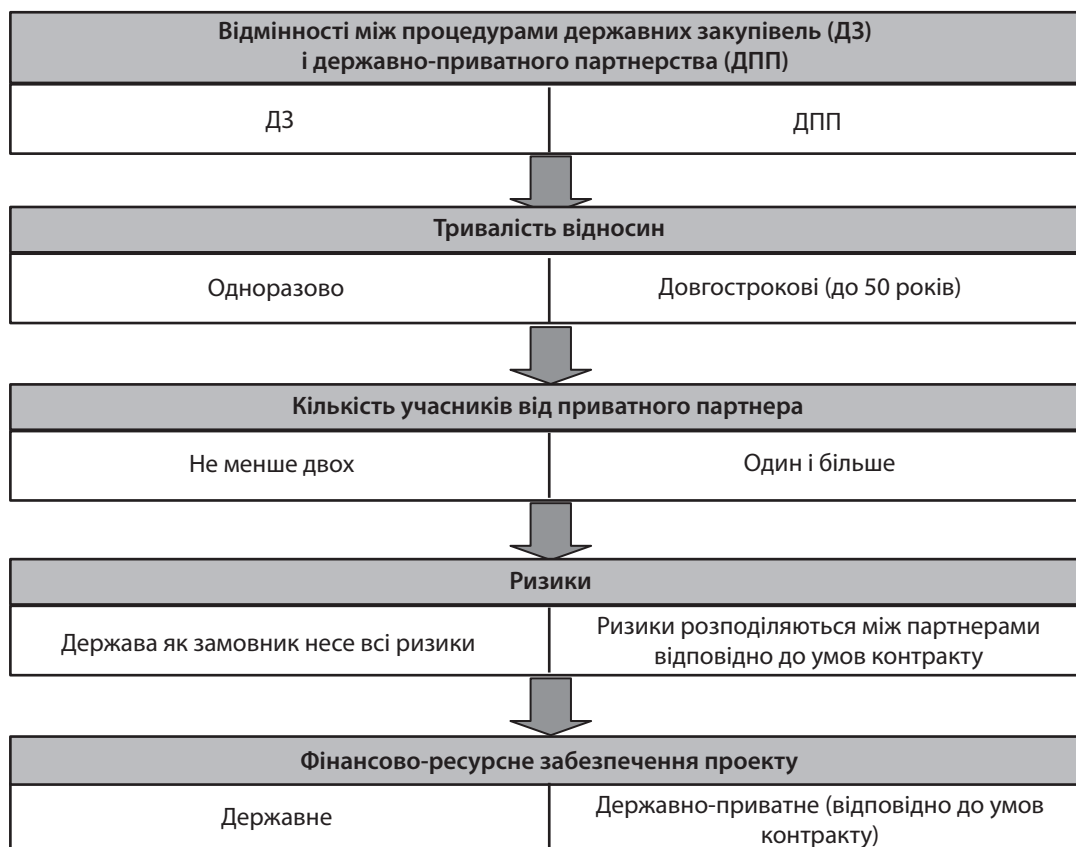 Відмінності між процедурами державних закупівель (ДЗ)
і державно-приватного партнерства (ДПП)
ДЗ
ДПП
Тривалість відносин
Одноразово
Довгострокові (до 50 років)
Кількість учасників від приватного партнера
Не менше двох
Один і більше
Ризики
Держава як замовник несе всі ризики
Ризики розподіляються між партнерами
відповідно до умов контракту
Фінансово-ресурсне забезпечення проекту
Державне
Державно-приватне (відповідно до умов
контракту)